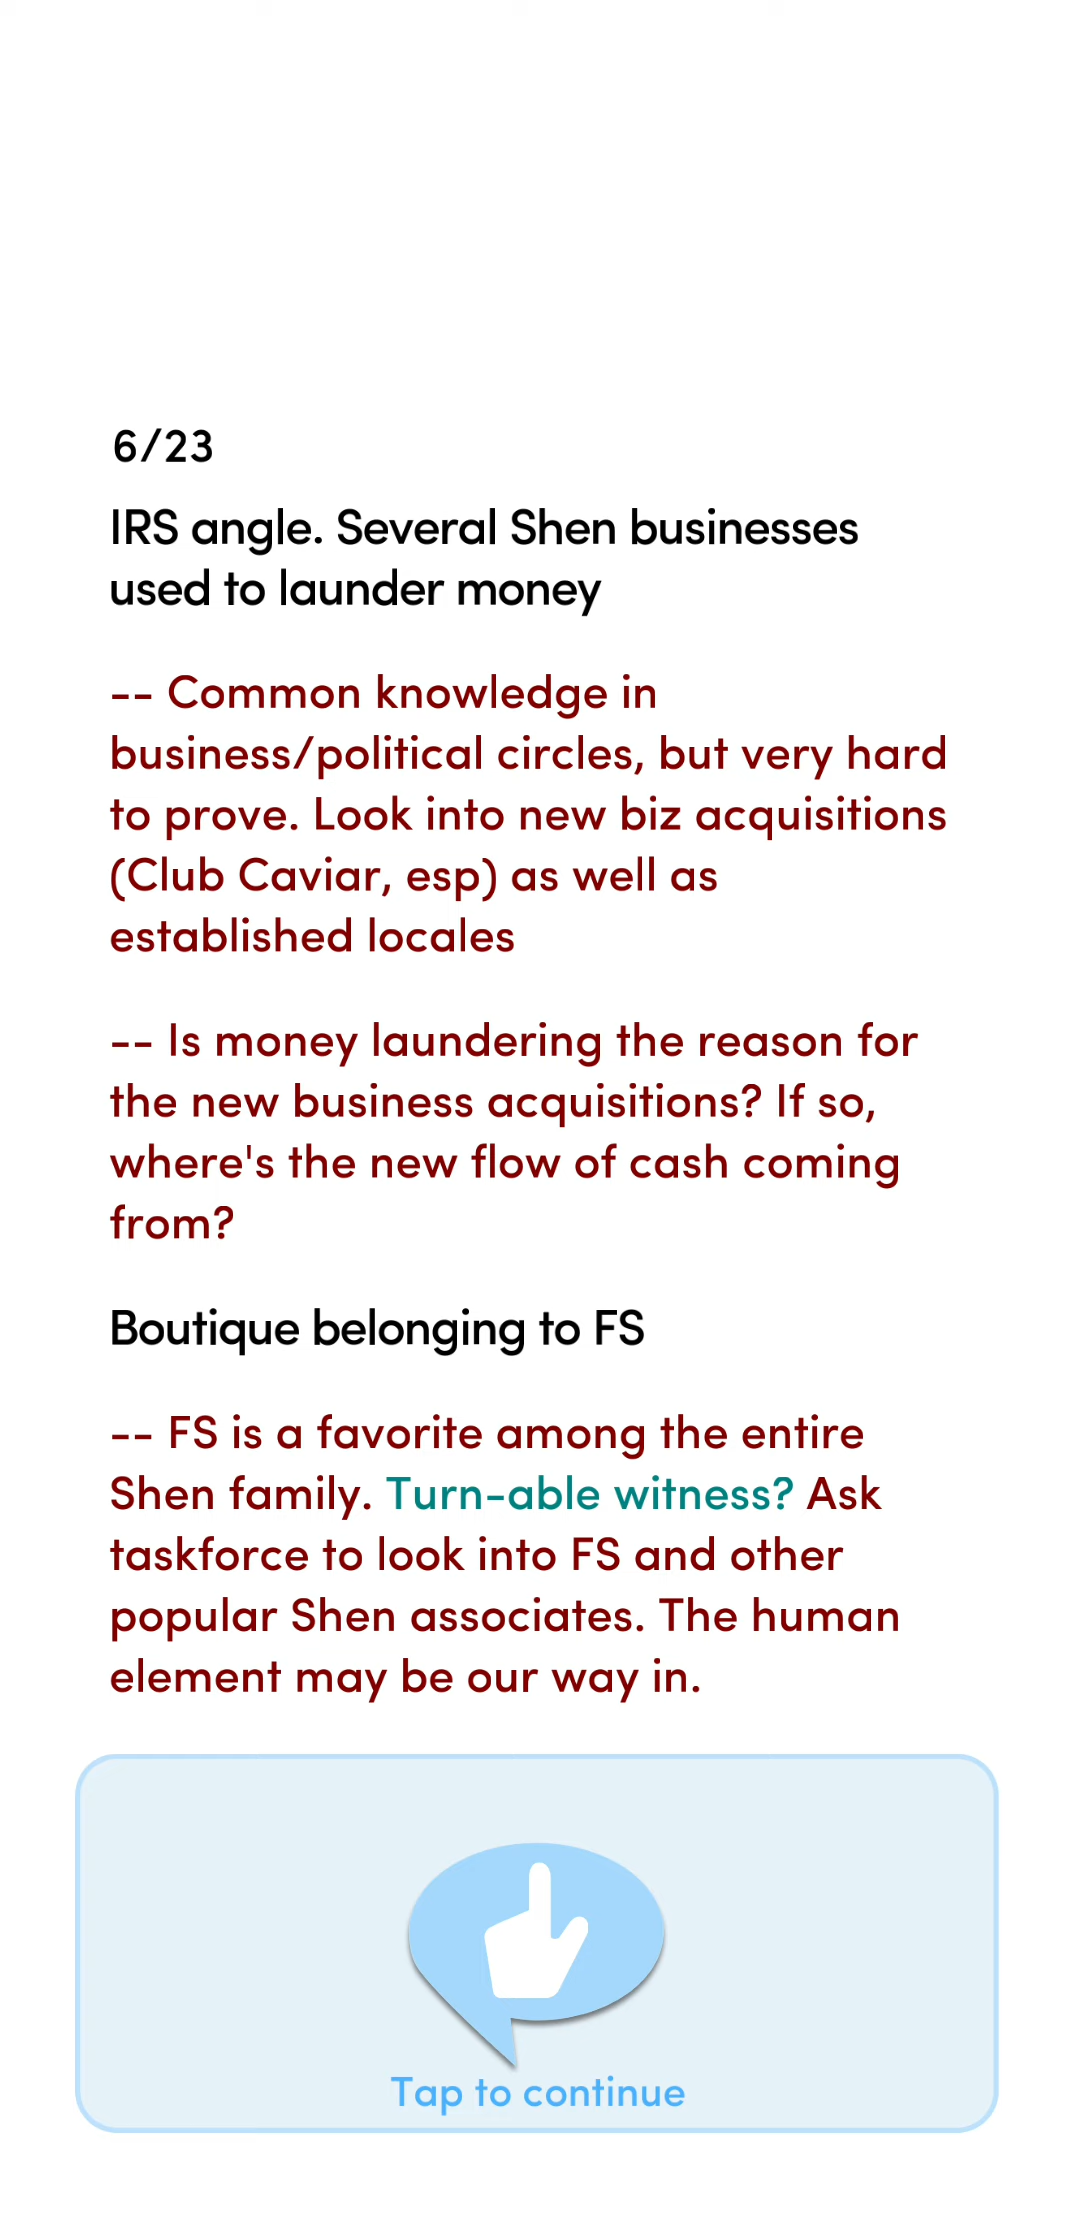 6/23
IRS angle. Several Shen businesses
used to launder money
-- Common knowledge in
business/political circles, but very hard
to prove. Look into new biz acquisitions
(Club Caviar, esp) as well as
established locales
-- Is money laundering the reason for
the new business acquisitions? If so,
where's the new flow of cash coming
from?
Boutique belonging to FS
-- FS is a favorite among the entire
Shen family. Turn-able witness? Ask
taskforce to look into FS and other
popular Shen associates. The human
element may be our way in.
Tap to continue